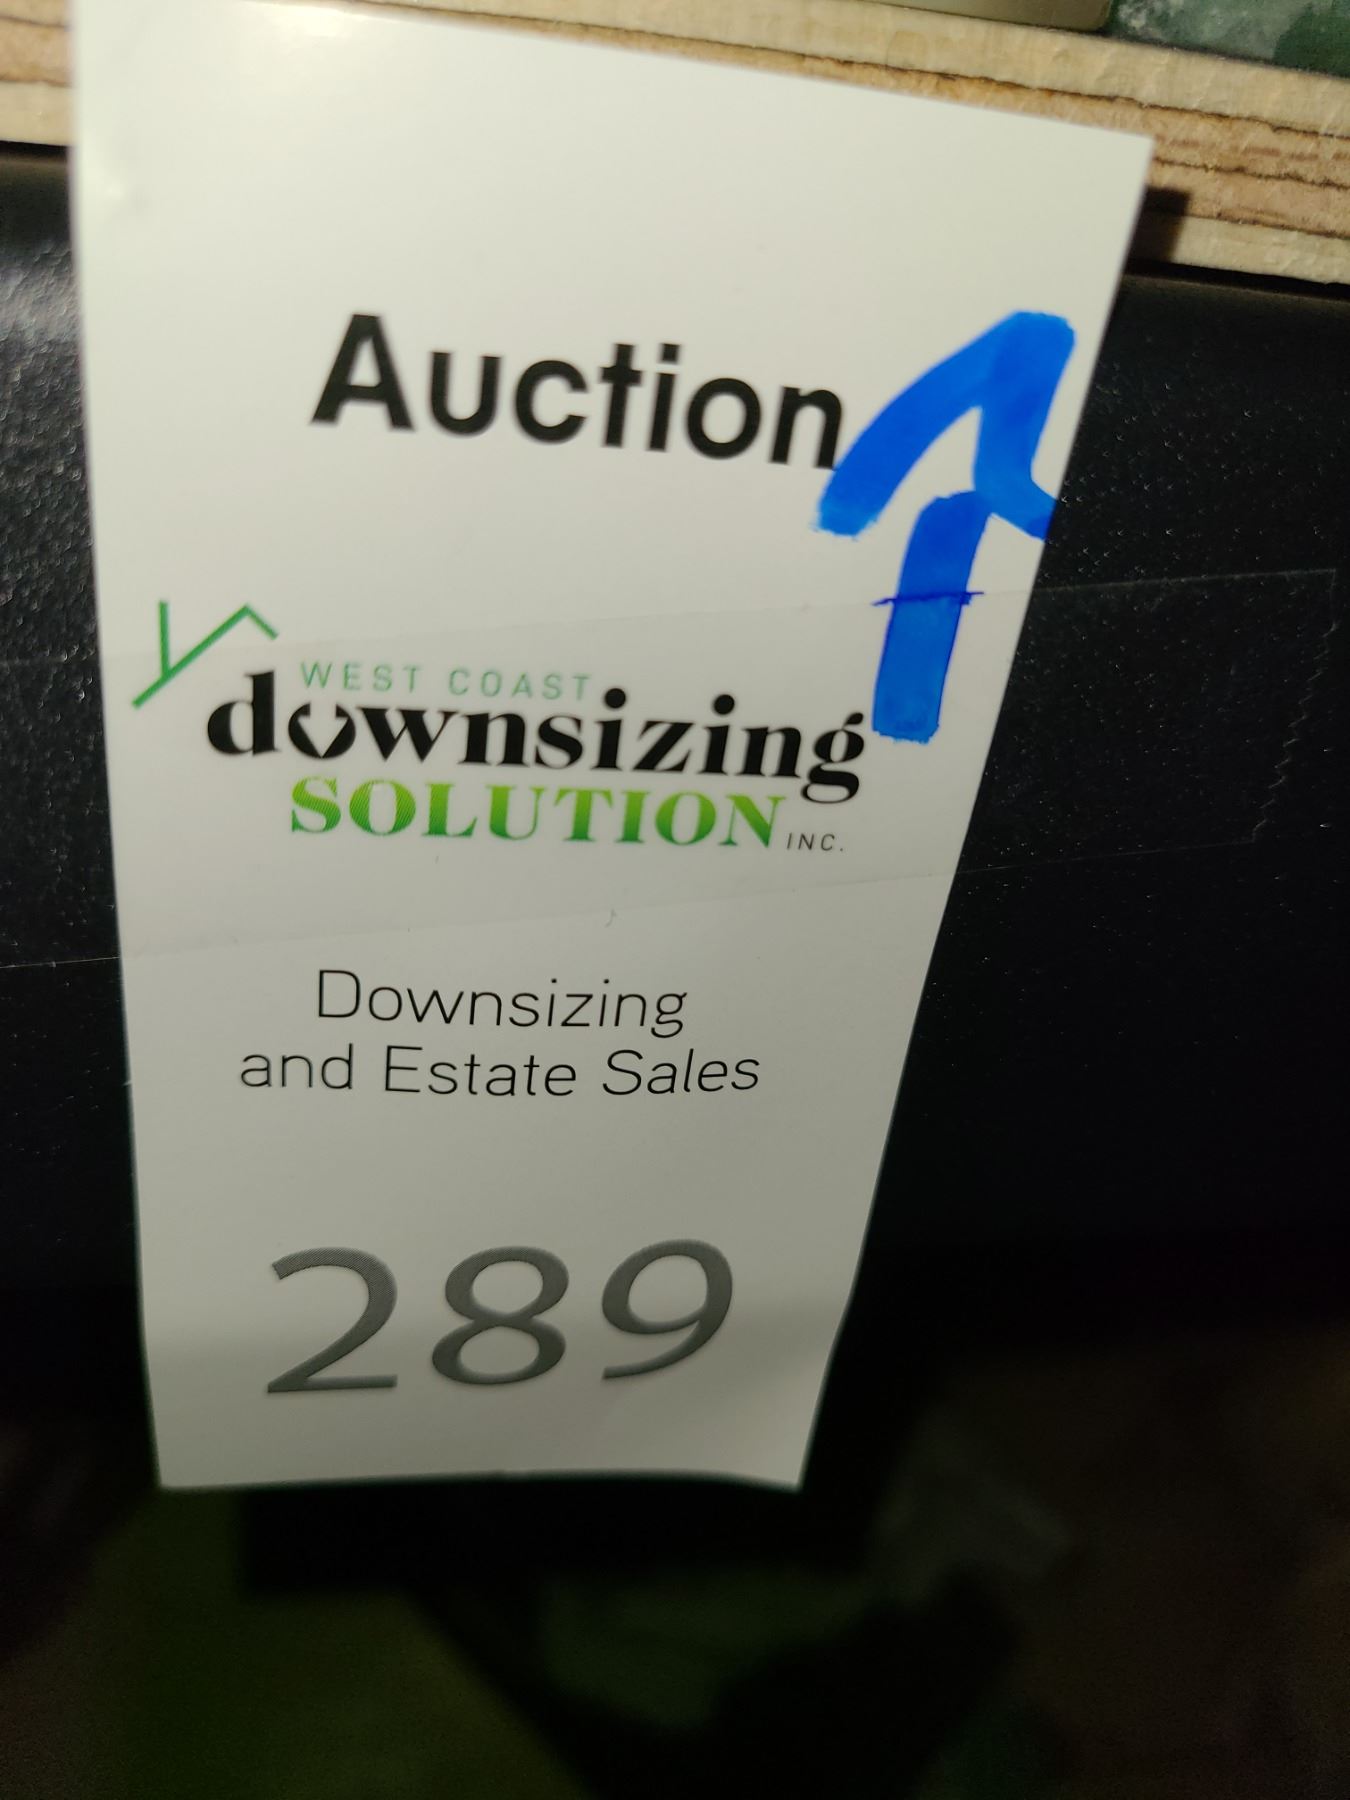 Auction
WEST COAST
downsizing
SOLUTION INC.
Downsizing
and Estate Sales
289